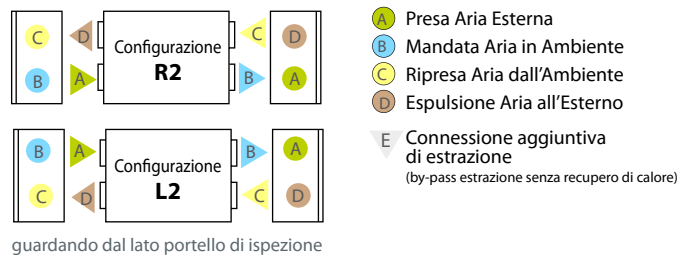 C D Configurazione C D
R2
B A B A
B A Configurazione B A
L2
C D C D
guardando dal lato portello di ispezione
A Presa Aria Esterna
B Mandata Aria in Ambiente
C Ripresa Aria dall'Ambiente
D Espulsione Aria all'Esterno
E Connessione aggiuntiva
di estrazione
(by-pass estrazione senza recupero di calore)